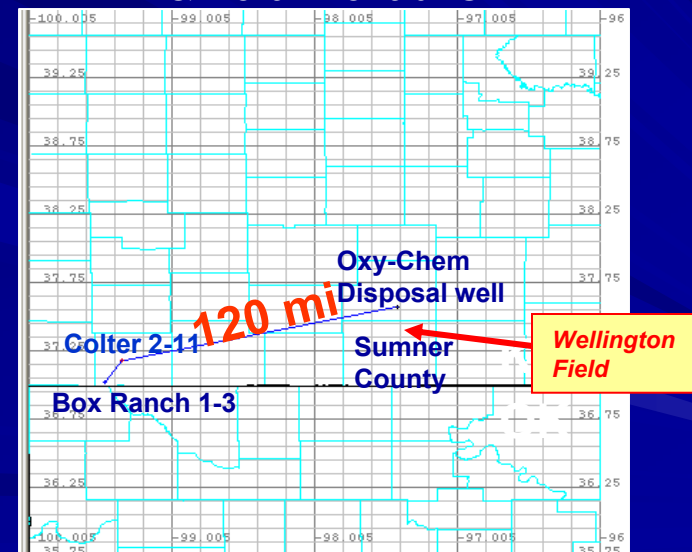 -100.005 -99.005 -98.005 -97.005 -96
39.25 39 25
38.75 38.75
38.25 38.25
Oxy-Chem
Disposal well
37.75 37.75
120 mi
Colter 2-11
Sumner
County
Wellington
Field
Box Ranch 1-3
36.75 36.75
36.25 36.25
-100.005 -99.005 -98.005 -97.005 -96